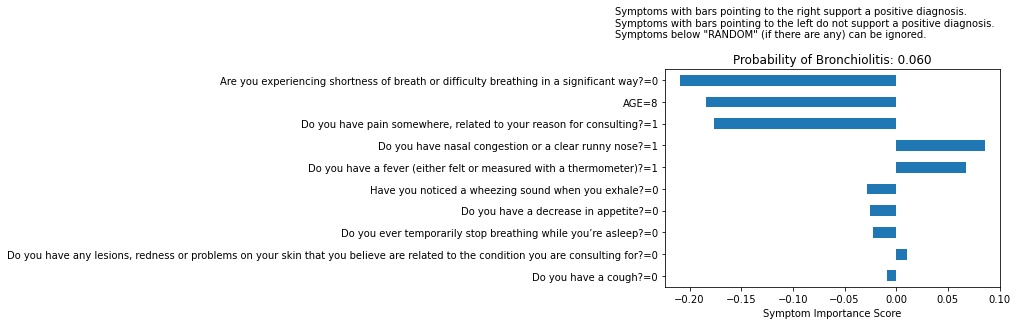 Symptoms with bars pointing to the right support a positive diagnosis.
Symptoms with bars pointing to the left do not support a positive diagnosis.
Symptoms below "RANDOM" (if there are any) can be ignored.
Probability of Bronchiolitis: 0.060
Are you experiencing shortness of breath or difficulty breathing in a significant way?=0
AGE=8
Do you have pain somewhere, related to your reason for consulting?=1
Do you have nasal congestion or a clear runny nose?=1
Do you have a fever (either felt or measured with a thermometer)?=1
Have you noticed a wheezing sound when you exhale?=0
Do you have a decrease in appetite?=0
Do you ever temporarily stop breathing while you’re asleep?=0
Do you have any lesions, redness or problems on your skin that you believe are related to the condition you are consulting for?=0
Do you have a cough?=0
−0.20 −0.15 −0.10 −0.05 0.00 0.05 0.10
Symptom Importance Score